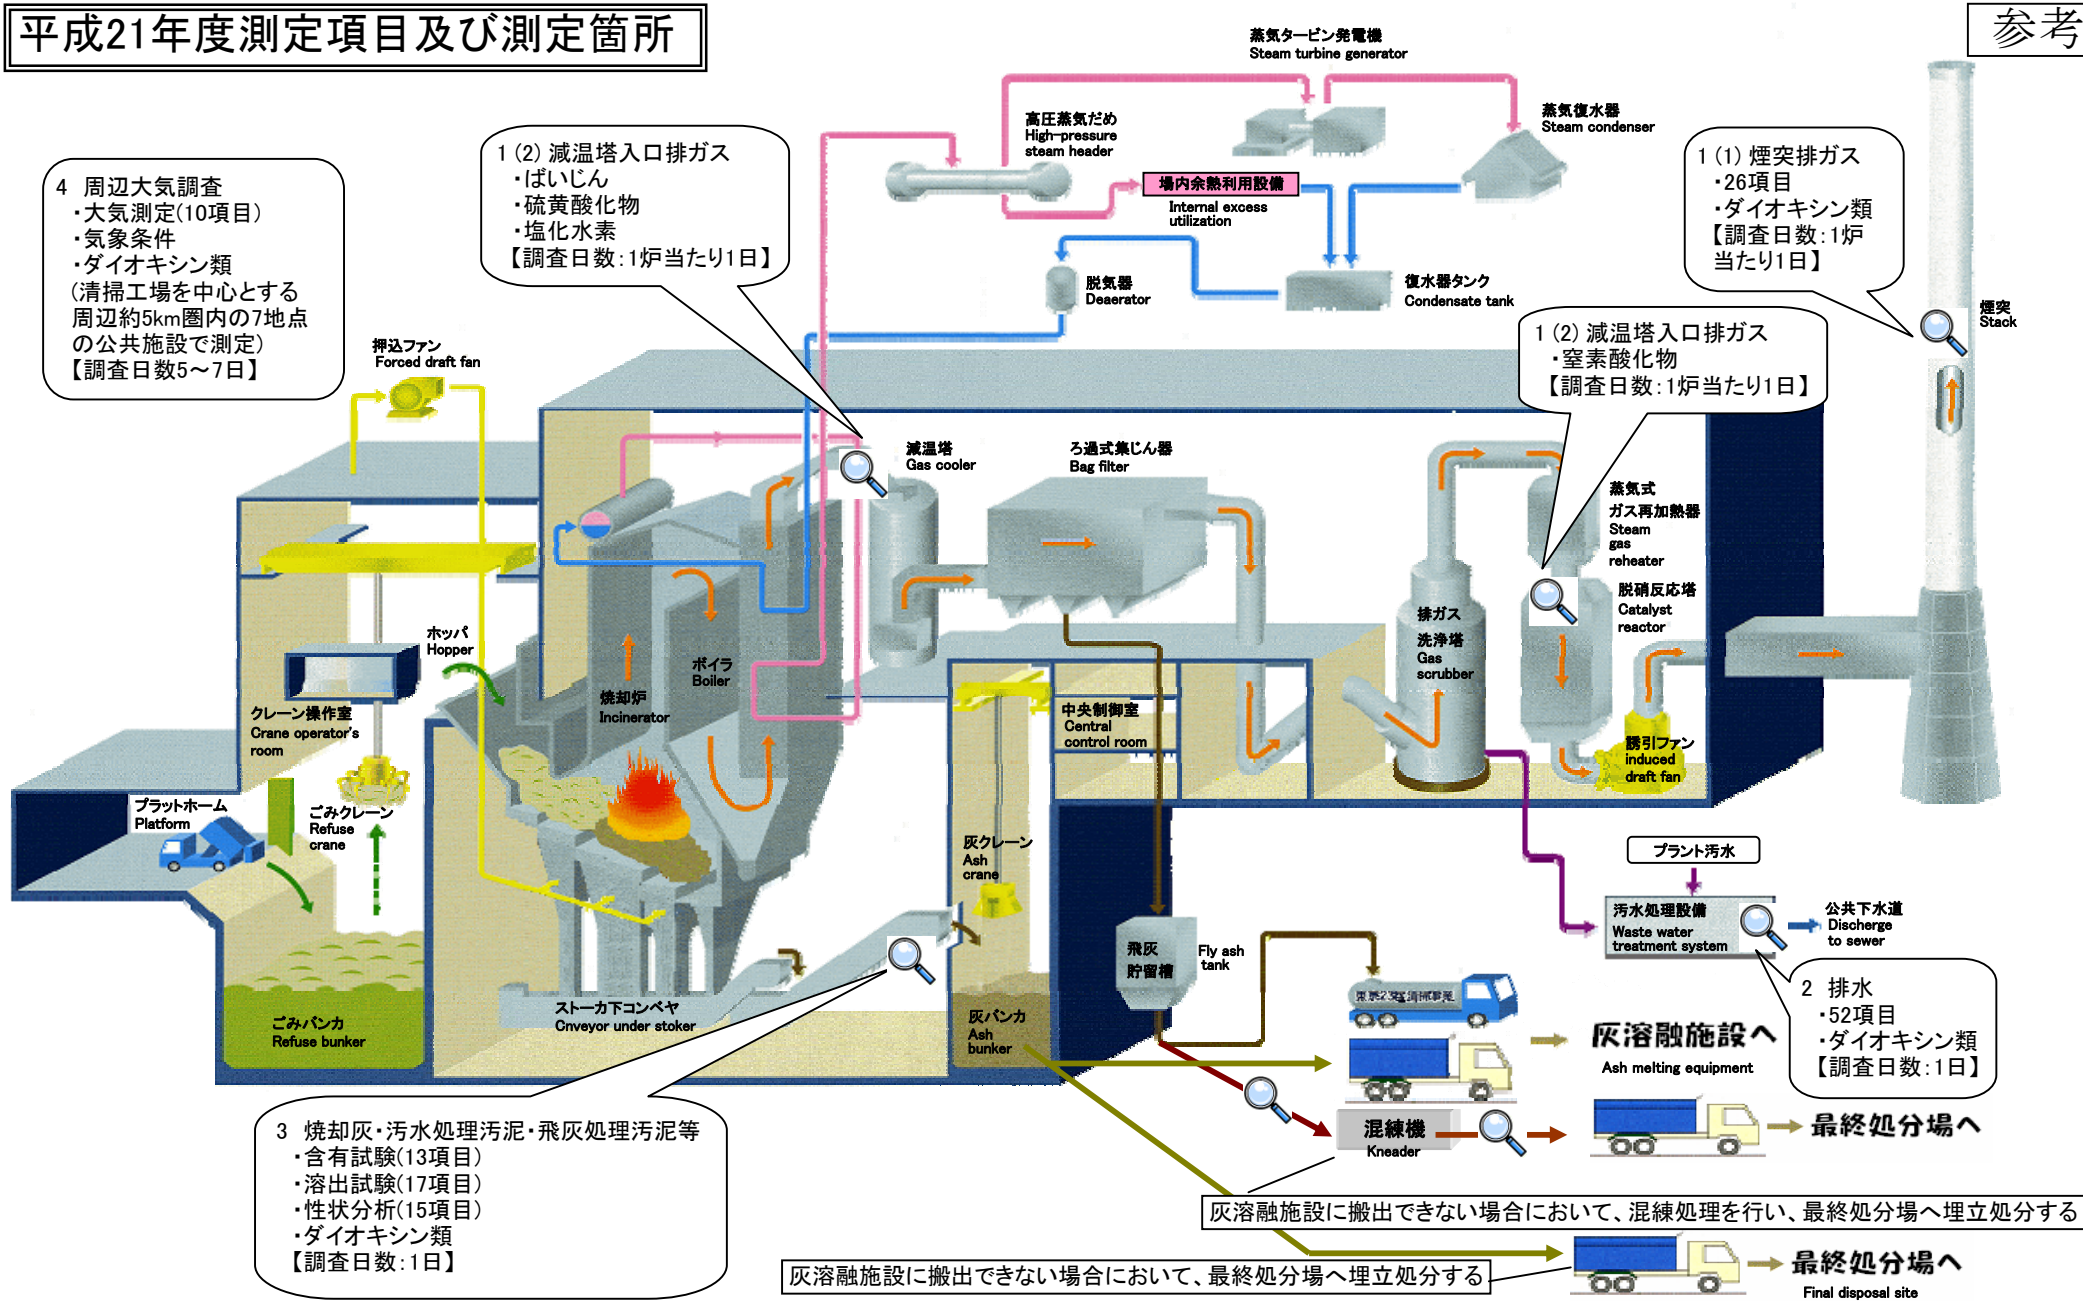 平成21年度測定項目及び測定箇所
参考
蒸気タービン発電機
Steam turbine generator
高圧蒸気だめ
High-pressure
steam header
蒸気復水器
Steam condenser
場内余熱利用設備
Internal excess
utilization
脱気器
Deaerator
復水器タンク
Condensate tank
4 周辺大気調査
・大気測定(10項目)
・気象条件
・ダイオキシン類
(清掃工場を中心とする
周辺約5km圏内の7地点
の公共施設で測定)
【調査日数5～7日】
1 (2) 減温塔入口排ガス
・ばいじん
・硫黄酸化物
・塩化水素
【調査日数:1炉当たり1日】
1 (1) 煙突排ガス
・26項目
・ダイオキシン類
【調査日数:1炉
当たり1日】
1 (2) 減温塔入口排ガス
・窒素酸化物
【調査日数:1炉当たり1日】
煙突
Stack
押込ファン
Forced draft fan
減温塔
Gas cooler
ろ過式集じん器
Bag filter
蒸気式
ガス再加熱器
Steam
gas
reheater
脱硝反応塔
Catalyst
reactor
排ガス
洗浄塔
Gas
scrubber
ホッパ
Hopper
ボイラ
Boiler
焼却炉
Incinerator
クレーン操作室
Crane operator's
room
中央制御室
Central
control room
誘引ファン
induced
draft fan
プラットホーム
Platform
ごみクレーン
Refuse
crane
灰クレーン
Ash
crane
プラント汚水
汚水処理設備
Waste water
treatment system
公共下水道
Discharge
to sewer
飛灰
貯留槽
Fly ash
tank
東京23区清掃事業
2 排水
・52項目
・ダイオキシン類
【調査日数:1日】
ごみバンカ
Refuse bunker
ストーカ下コンベヤ
Cnveyor under stoker
灰バンカ
Ash
bunker
灰溶融施設へ
Ash melting equipment
混練機
Kneader
最終処分場へ
3 焼却灰・汚水処理汚泥・飛灰処理汚泥等
・含有試験(13項目)
・溶出試験(17項目)
・性状分析(15項目)
・ダイオキシン類
【調査日数:1日】
灰溶融施設に搬出できない場合において、混練処理を行い、最終処分場へ埋立処分する
灰溶融施設に搬出できない場合において、最終処分場へ埋立処分する
最終処分場へ
Final disposal site